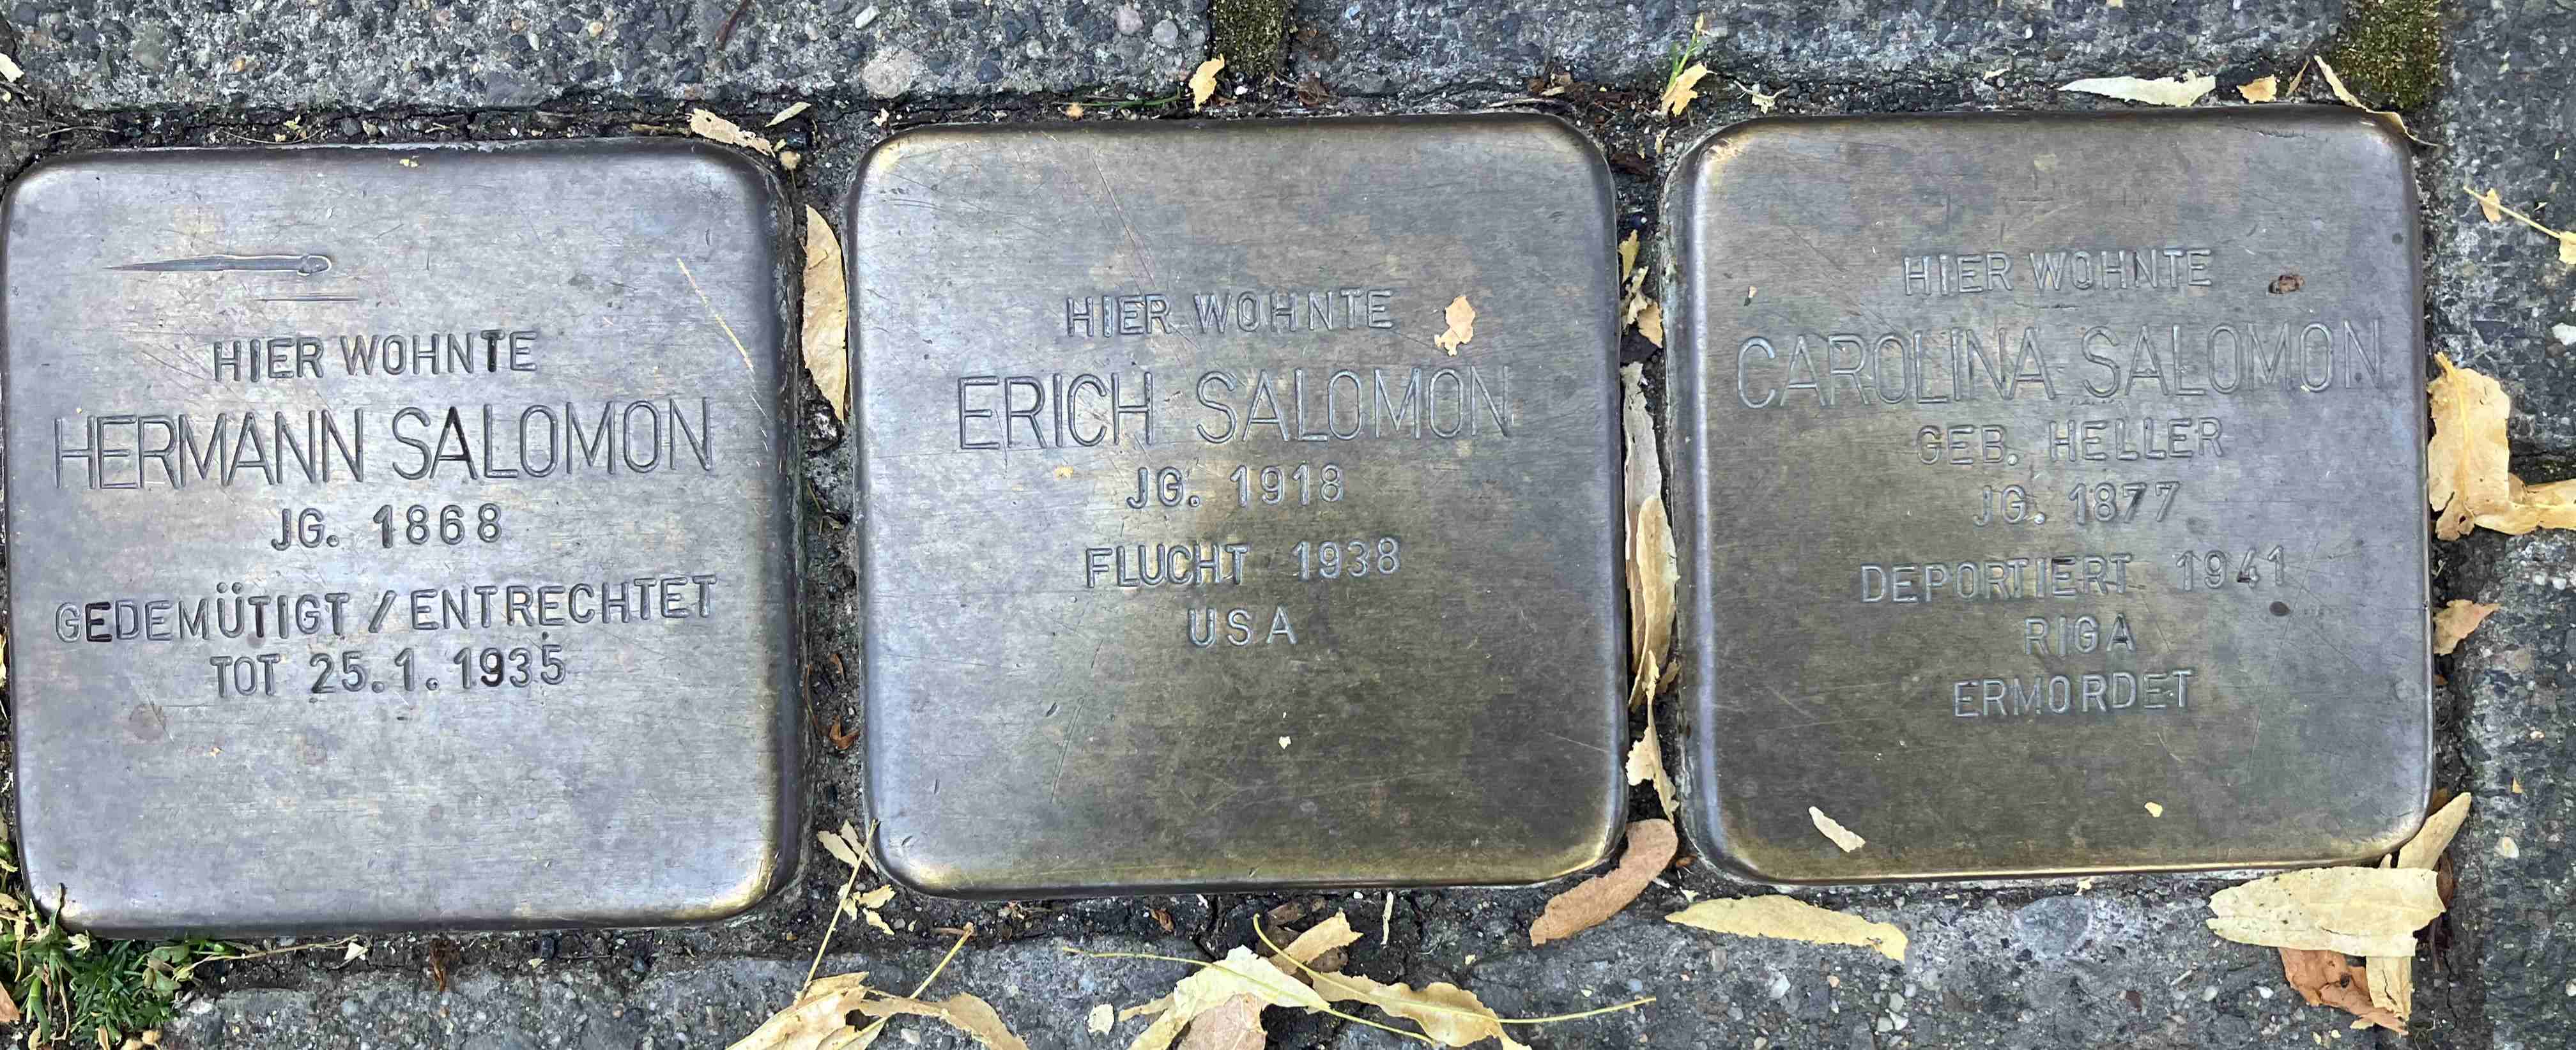 HIER WOHNTE
HERMANN SALOMON
JG. 1868
GEDEMÜTIGT / ENTRECHTET
TOT 25.1.1935
HIER WOHNTE
ERICH SALOMON
JG. 1918
FLUCHT 1938
USA
HIER WOHNTE
CAROLINA SALOMON
GEB. HELLER
JG. 1877
DEPORTIERT 1941
RIGA
ERMORDET